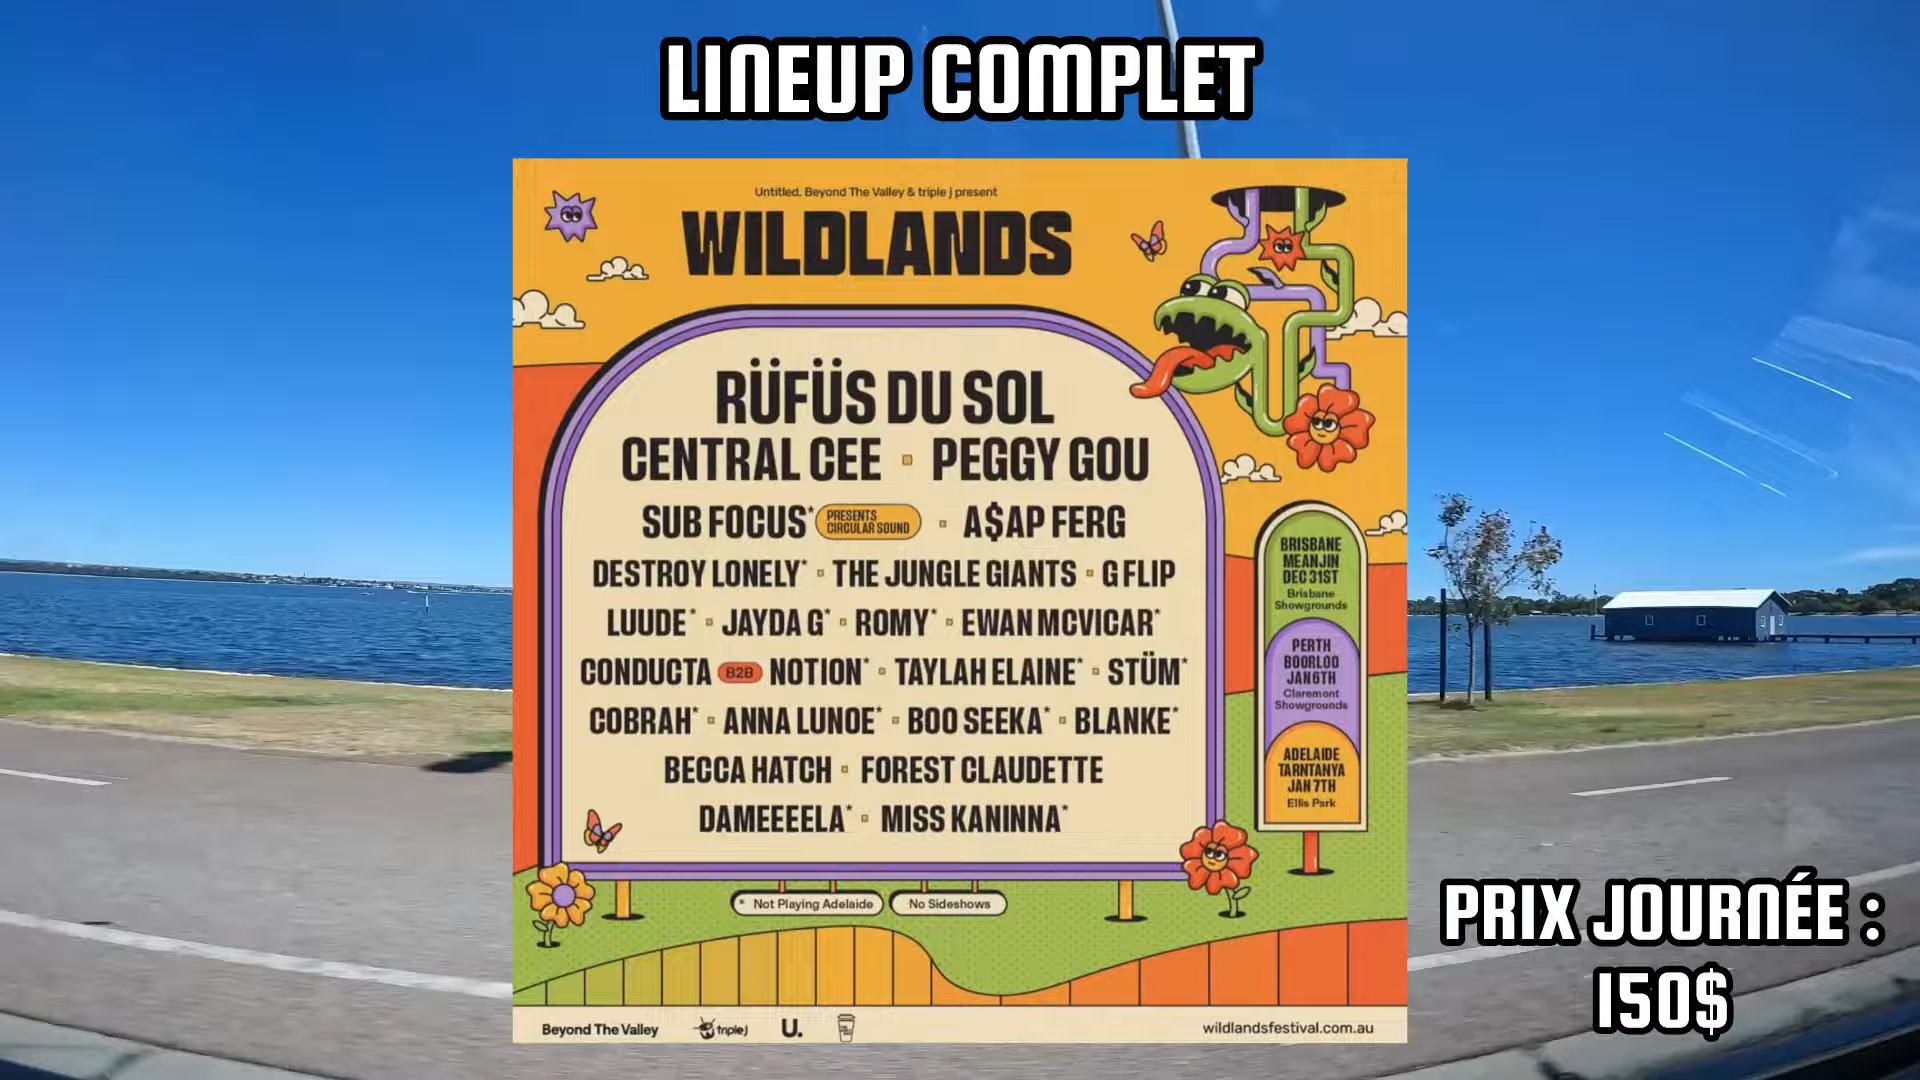 LINEUP COMPLET
Untitled, Beyond The Valley & triple j present
WILDLANDS
RÜFÜS DU SOL
CENTRAL CEE ▪ PEGGY GOU
SUB FOCUS* PRESENTS CIRCULAR SOUND ▪ A$AP FERG
DESTROY LONELY* ▪ THE JUNGLE GIANTS ▪ G FLIP
LUUDE* ▪ JAYDA G* ▪ ROMY* ▪ EWAN MCVICAR*
CONDUCTA B2B NOTION* ▪ TAYLAH ELAINE* ▪ STÜM*
COBRAH* ▪ ANNA LUNOE* ▪ BOO SEEKA* ▪ BLANKE*
BECCA HATCH ▪ FOREST CLAUDETTE
DAMEEEELA* ▪ MISS KANINNA*
* Not Playing Adelaide
No Sideshows
BRISBANE
MEANJIN
DEC 31ST
Brisbane
Showgrounds
PERTH
BOORLOO
JAN 6TH
Claremont
Showgrounds
ADELAIDE
TARNTANYA
JAN 7TH
Ellis Park
Beyond The Valley
triple j
U.
wildlandsfestival.com.au
PRIX JOURNÉE :
150$